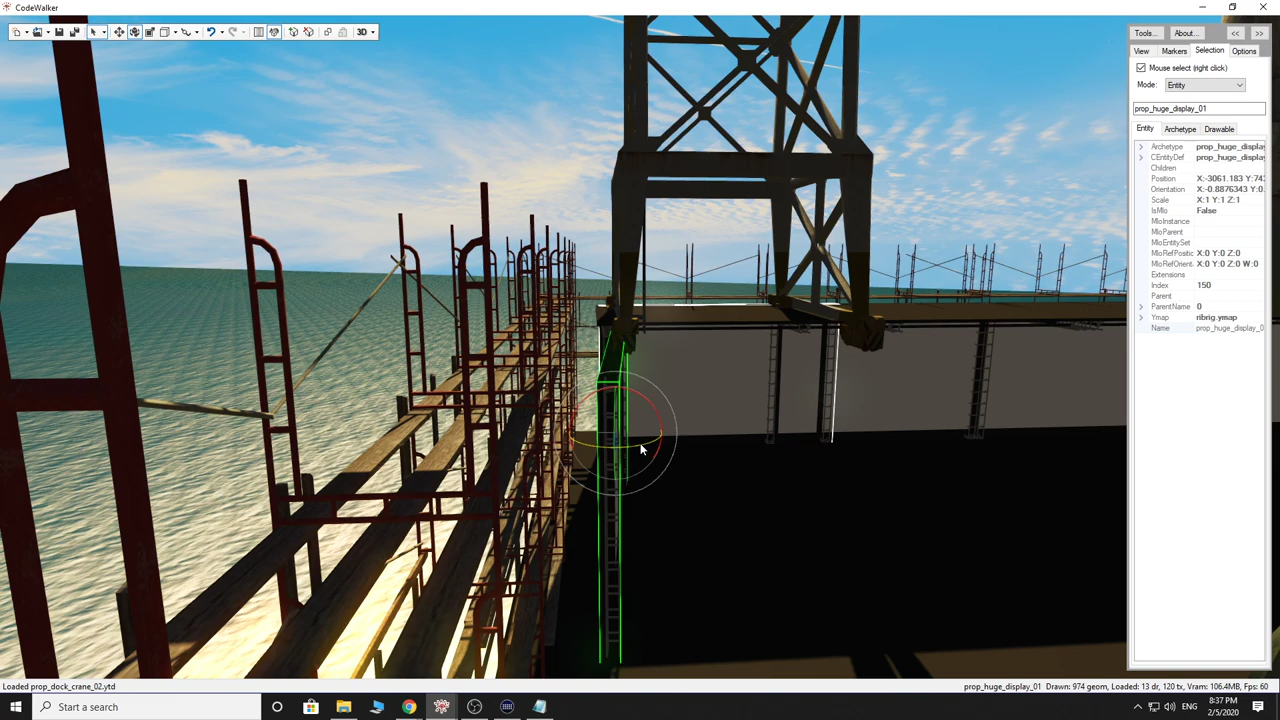 CodeWalker
3D
Tools...
About...
<<
>>
View
Markers
Selection
Options
Mouse select (right click)
Mode:
Entity
prop_huge_display_01
Entity
Archetype
Drawable
Archetype prop_huge_display
CEntityDef prop_huge_display
Children
Position X:-3061.183 Y:74
Orientation X:-0.8876343 Y:0.
Scale X:1 Y:1 Z:1
IsMlo False
MloInstance
MloParent
MloEntitySet
MloRefPositic X:0 Y:0 Z:0
MloRefOrient. X:0 Y:0 Z:0 W:0
Extensions
Index 150
Parent
ParentName 0
Ymap ribrig.ymap
Name prop_huge_display_0
Loaded prop_dock_crane_02.ytd
prop_huge_display_01 Drawn: 974 geom, Loaded: 13 dr, 120 tx, Vram: 106.4MB, Fps: 60
Start a search
ENG
8:37 PM
2/5/2020